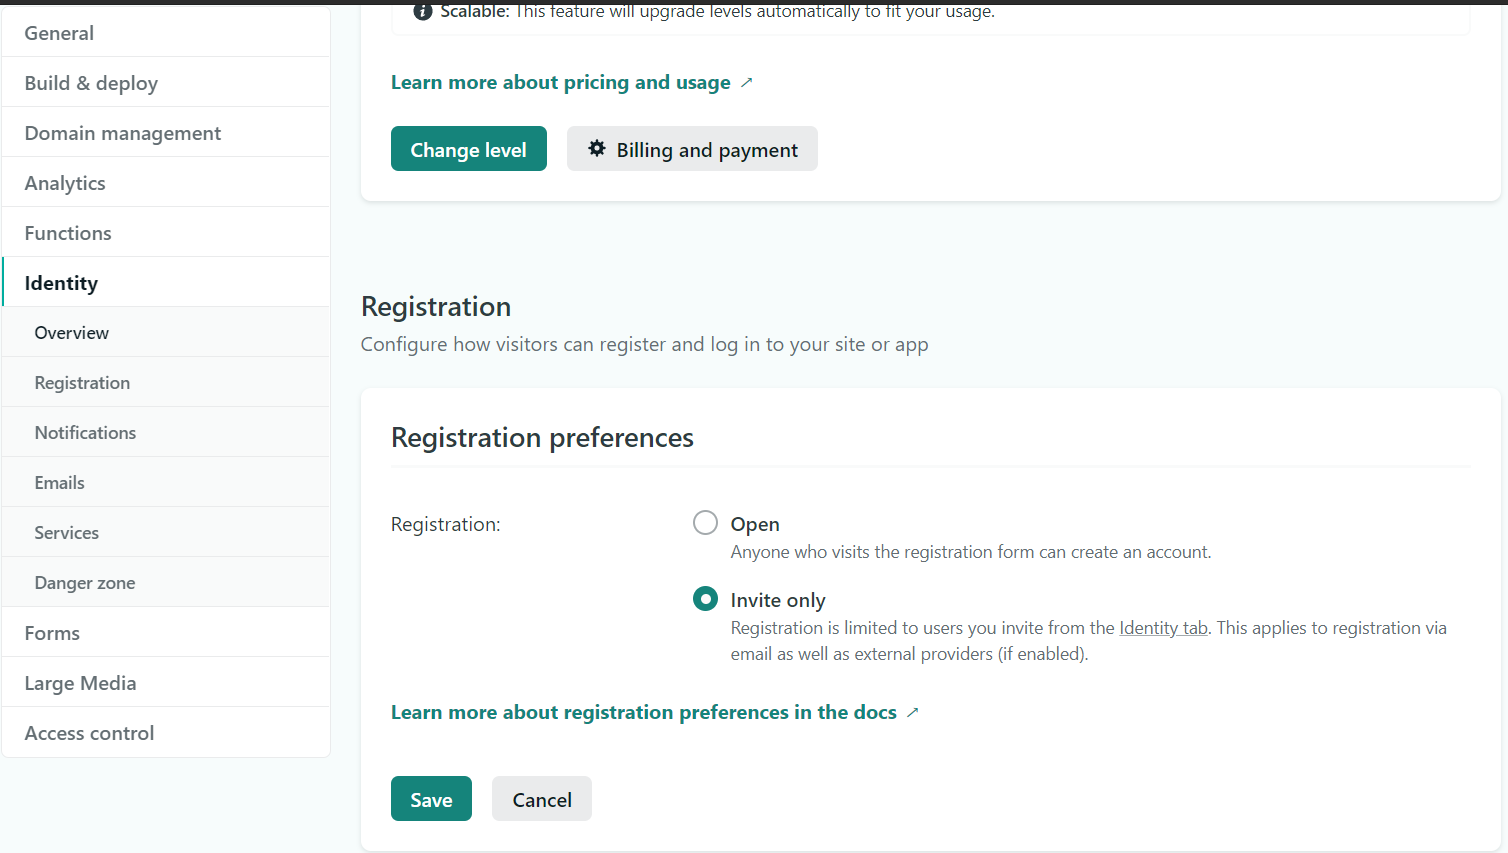 General
Build & deploy
Domain management
Analytics
Functions
Identity
Overview
Registration
Notifications
Emails
Services
Danger zone
Forms
Large Media
Access control
Scalable: This feature will upgrade levels automatically to fit your usage.
Learn more about pricing and usage
Change level
Billing and payment
Registration
Configure how visitors can register and log in to your site or app
Registration preferences
Registration:
Open
Anyone who visits the registration form can create an account.
Invite only
Registration is limited to users you invite from the Identity tab. This applies to registration via
email as well as external providers (if enabled).
Learn more about registration preferences in the docs
Save
Cancel